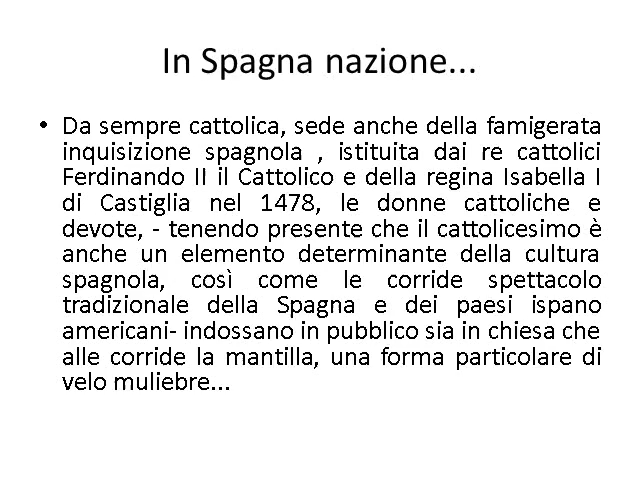 In Spagna nazione...
• Da sempre cattolica, sede anche della famigerata
inquisizione spagnola , istituita dai re cattolici
Ferdinando II il Cattolico e della regina Isabella I
di Castiglia nel 1478, le donne cattoliche e
devote, - tenendo presente che il cattolicesimo è
anche un elemento determinante della cultura
spagnola, così come le corride spettacolo
tradizionale della Spagna e dei paesi ispano
americani- indossano in pubblico sia in chiesa che
alle corride la mantilla, una forma particolare di
velo muliebre...